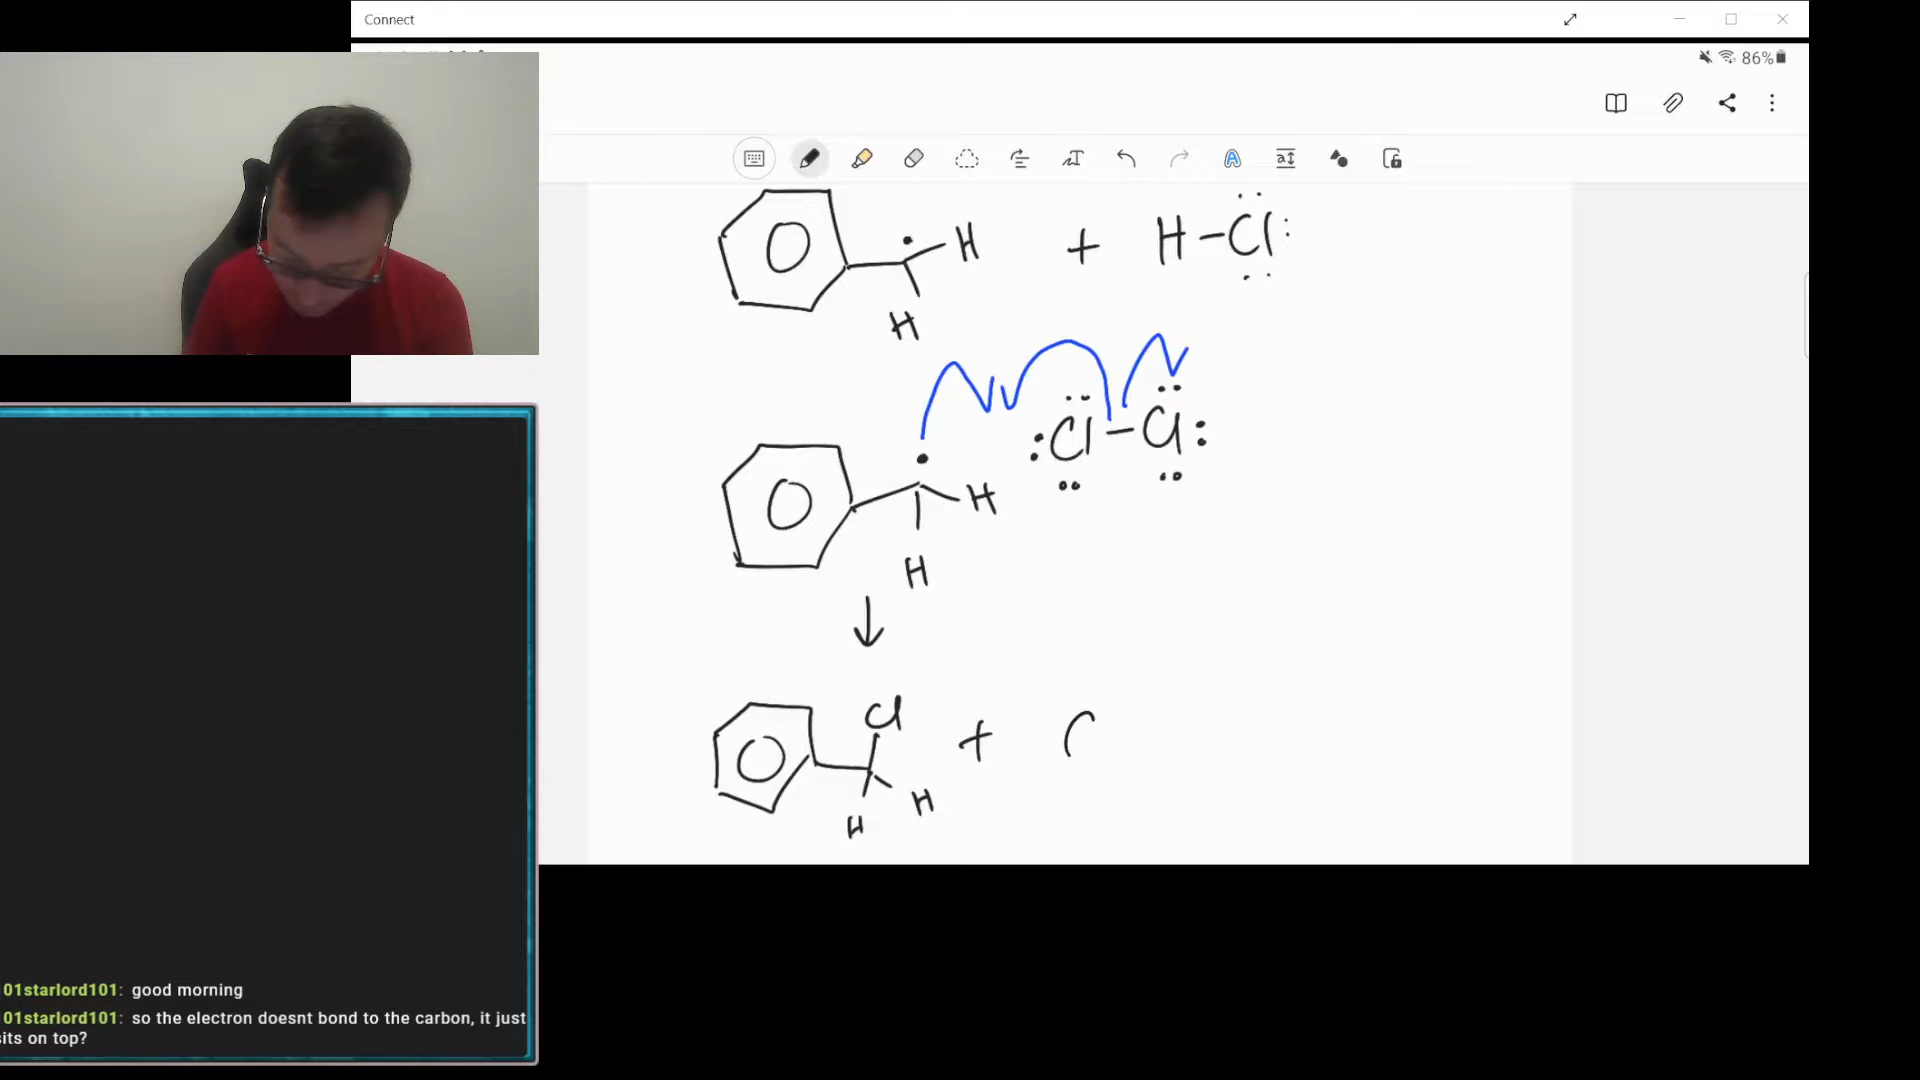 Connect
86%
H + H-Cl
H
Cl-Cl
H
H
Cl
+
H
H
01starlord101: good morning
01starlord101: so the electron doesnt bond to the carbon, it just
sits on top?